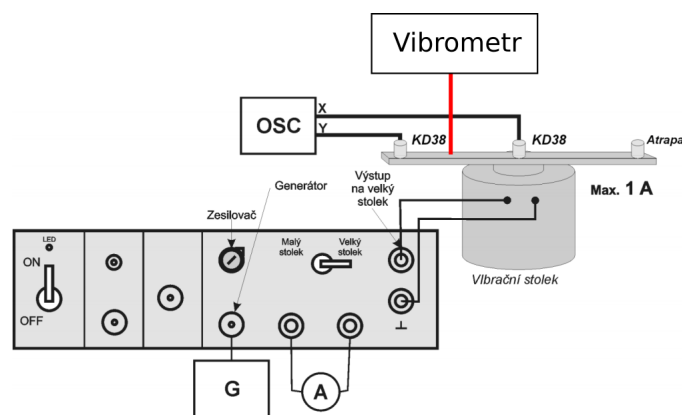 Vibrometr
X
OSC
Y
KD38
KD38
Atrapa
Max. 1 A
Výstup
na velký
stolek
Generátor
Zesilovač
VIbrační stolek
LED
ON
OFF
Malý
stolek
Velký
stolek
G
A